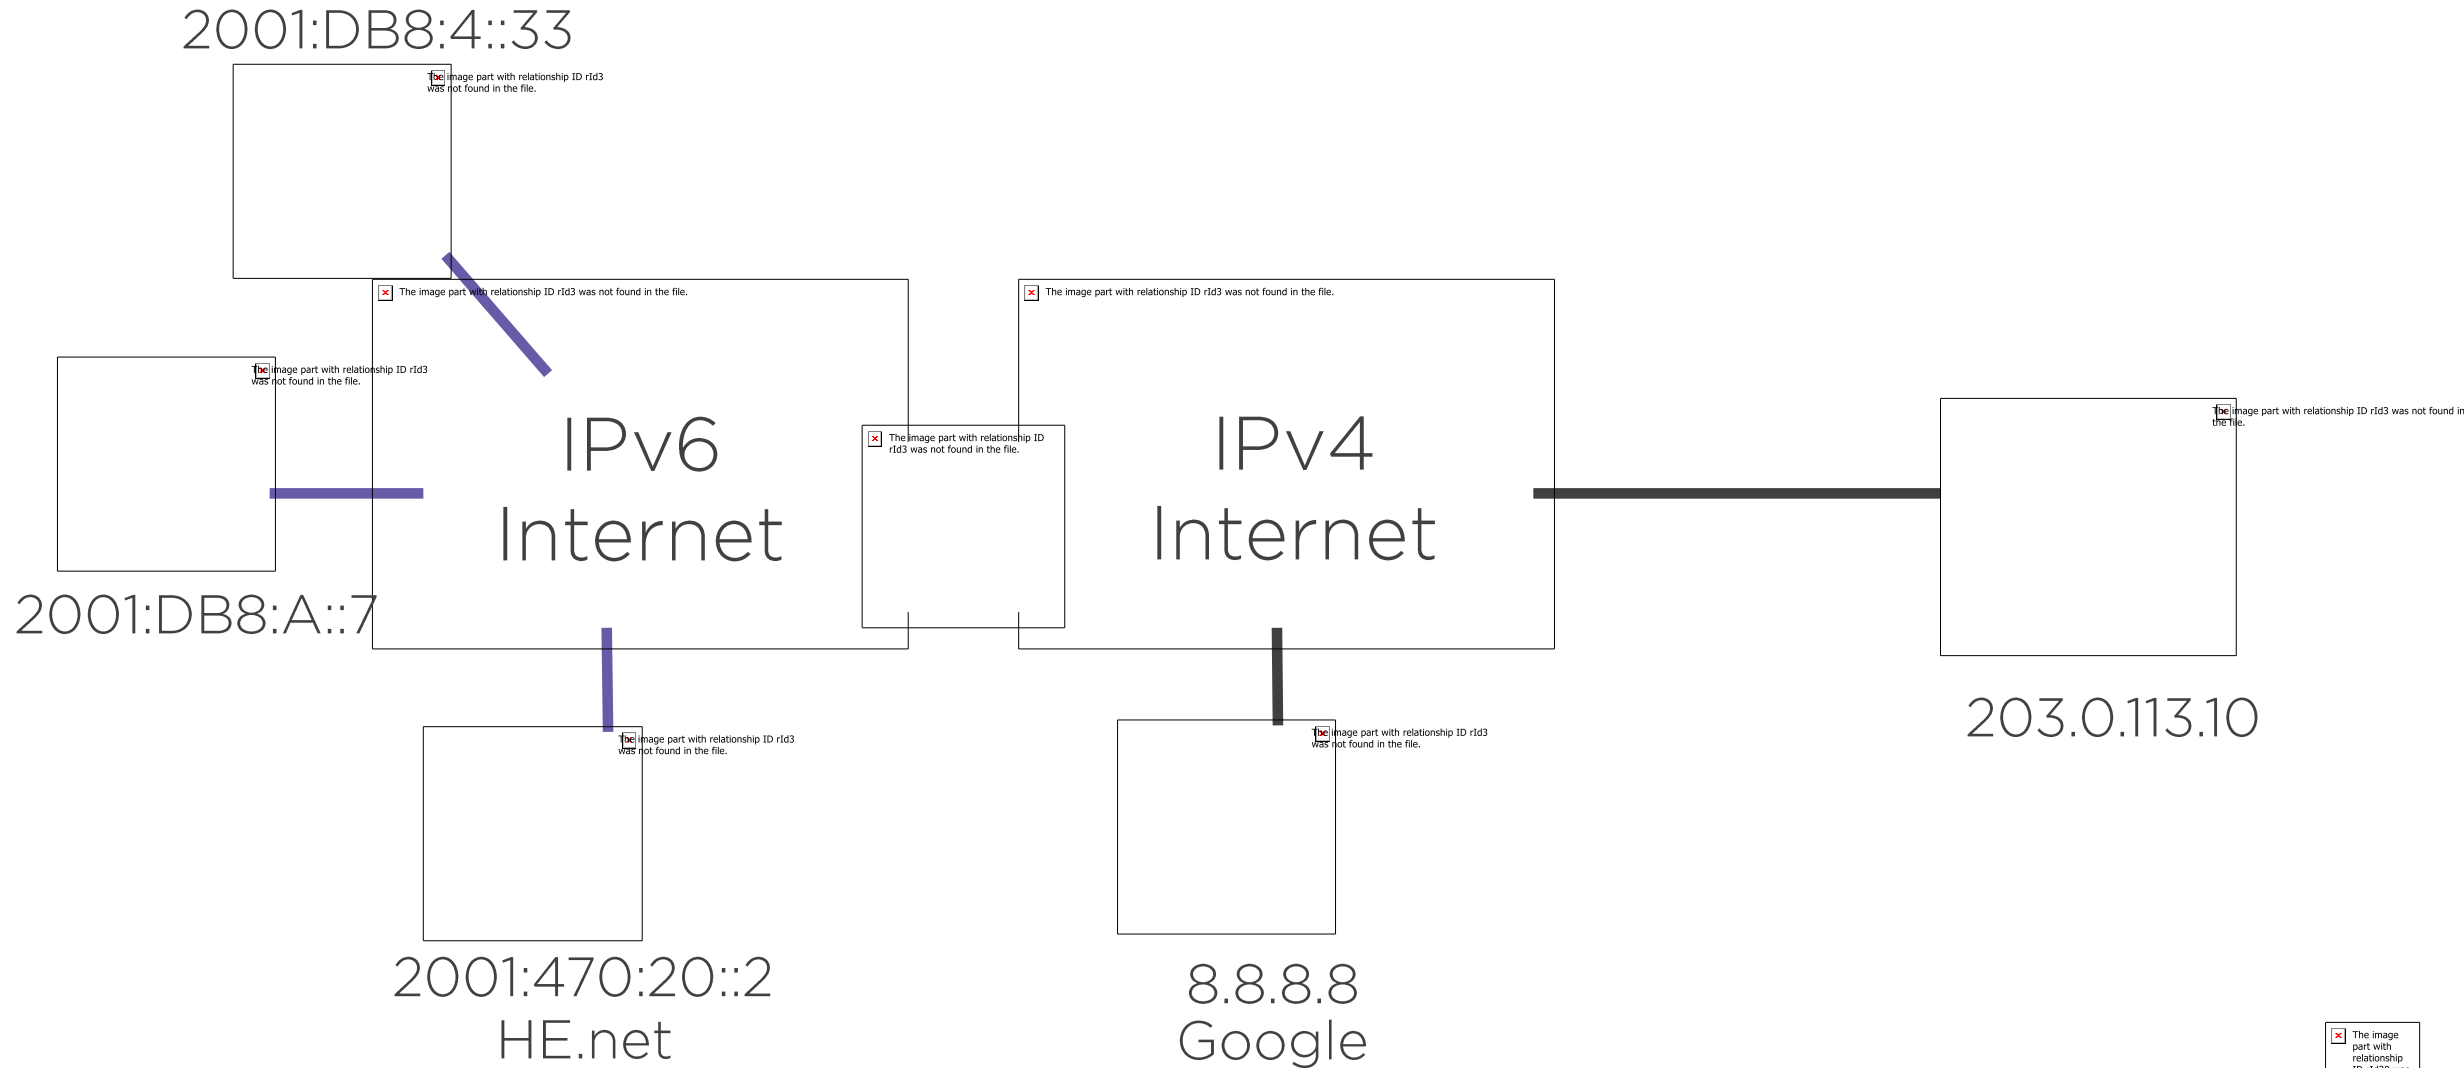 2001:DB8:4::33
The image part with relationship ID rId3
was not found in the file.
The image part with relationship ID rId3 was not found in the file.
The image part with relationship ID rId3 was not found in the file.
The image part with relationship ID rId3
was not found in the file.
The image part with relationship ID rId3 was not found in
the file.
IPv6
Internet
The image part with relationship ID
rId3 was not found in the file.
IPv4
Internet
2001:DB8:A::7
203.0.113.10
The image part with relationship ID rId3
was not found in the file.
The image part with relationship ID rId3
was not found in the file.
2001:470:20::2
HE.net
8.8.8.8
Google
The image
part with
relationship